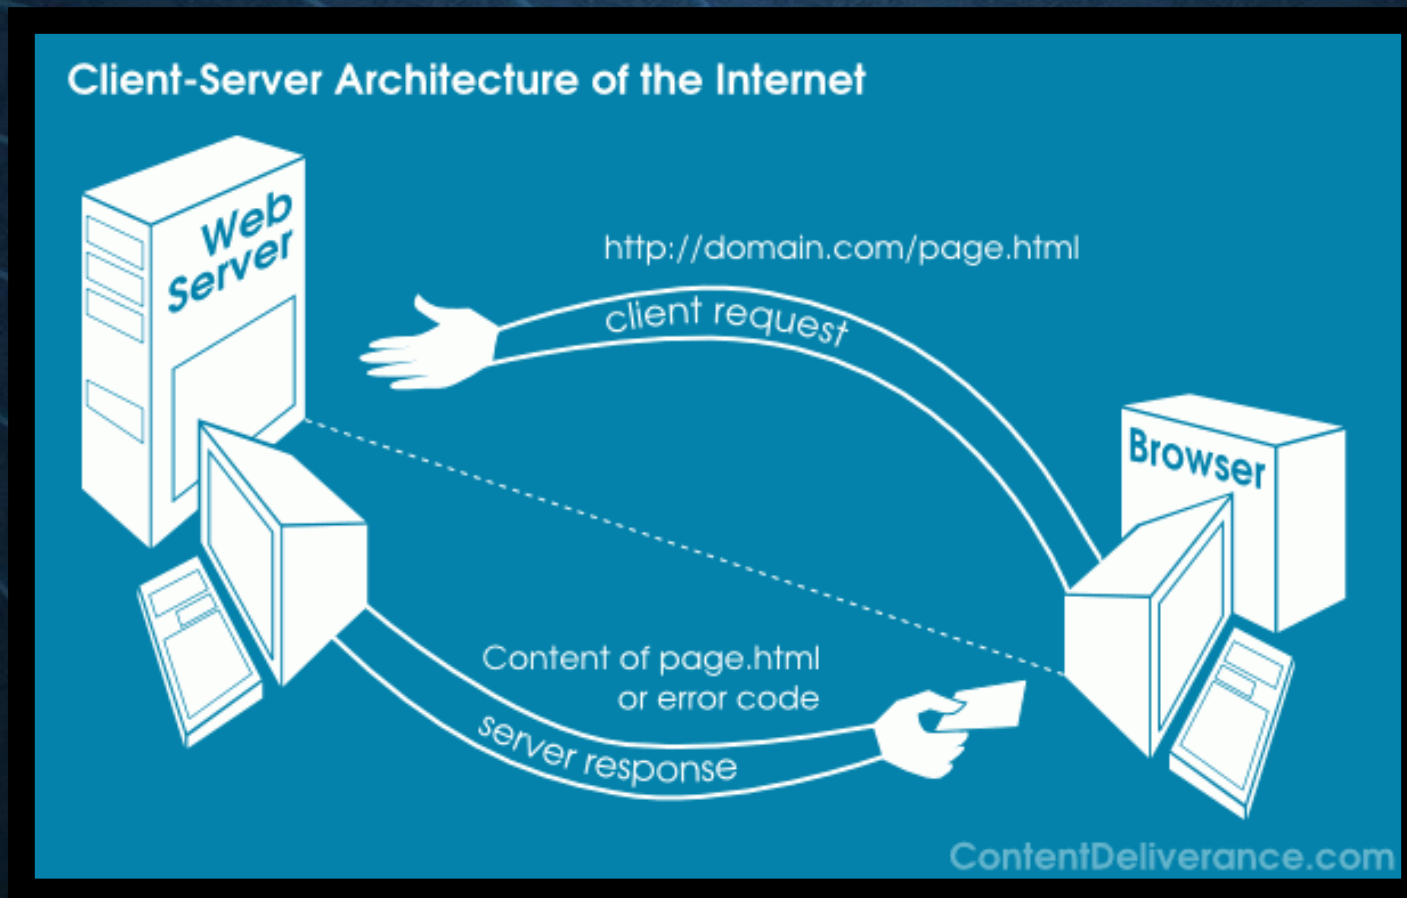 Client-Server Architecture of the Internet
Web
Server
http://domain.com/page.html
client request
Browser
Content of page.html
or error code
server response
ContentDeliverance.com